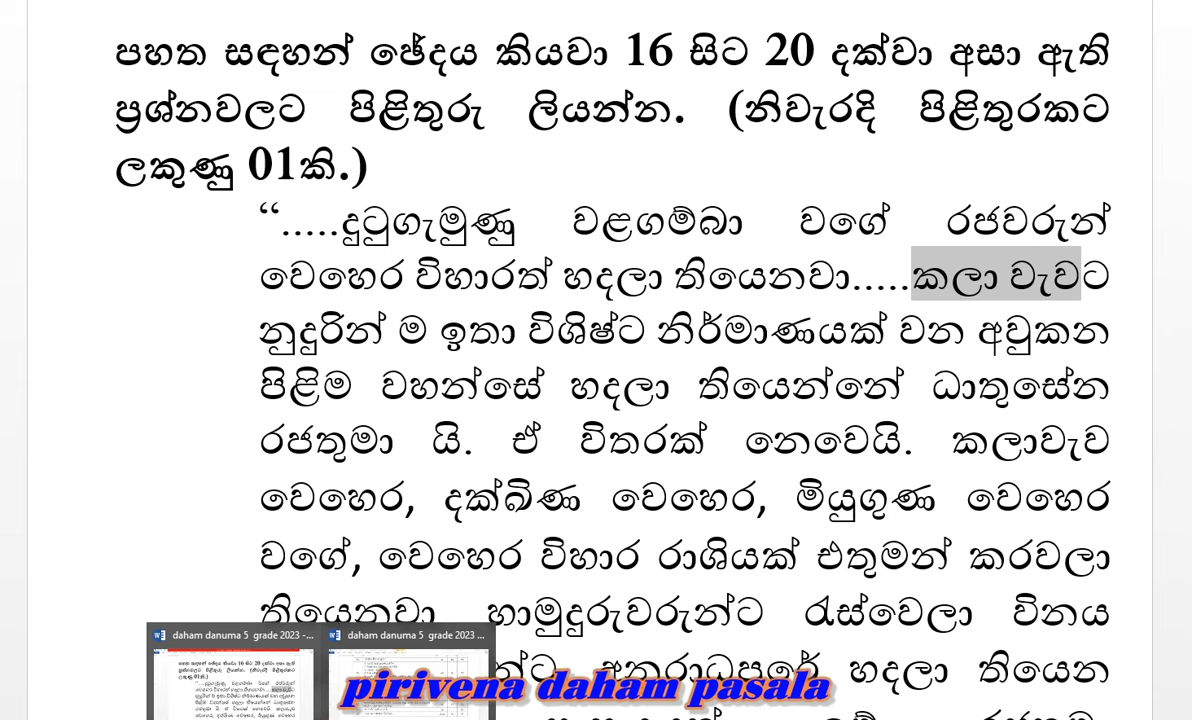 පහත සඳහන් ඡේදය කියවා 16 සිට 20 දක්වා අසා ඇති
ප්‍රශ්නවලට පිළිතුරු ලියන්න. (නිවැරදි පිළිතුරකට
ලකුණු 01කි.)
“.....දුටුගැමුණු වළගම්බා වගේ රජවරුන්
වෙහෙර විහාරත් හදලා තියෙනවා.....කලා වැවට
නුදුරින් ම ඉතා විශිෂ්ට නිර්මාණයක් වන අවුකන
පිළිම වහන්සේ හදලා තියෙන්නේ ධාතුසේන
රජතුමා යි. ඒ විතරක් නෙවෙයි. කලාවැව
වෙහෙර, දක්ඛිණ වෙහෙර, මියුගුණ වෙහෙර
වගේ, වෙහෙර විහාර රාශියක් එතුමන් කරවලා
තියෙනවා හාමුදුරුවරුන්ට රැස්වෙලා විනය
daham danuma 5 grade 2023 -... daham danuma 5 grade 2023 ...
න්ට අනුරාධපුරේ හදලා තියෙන
pirivena daham pasala